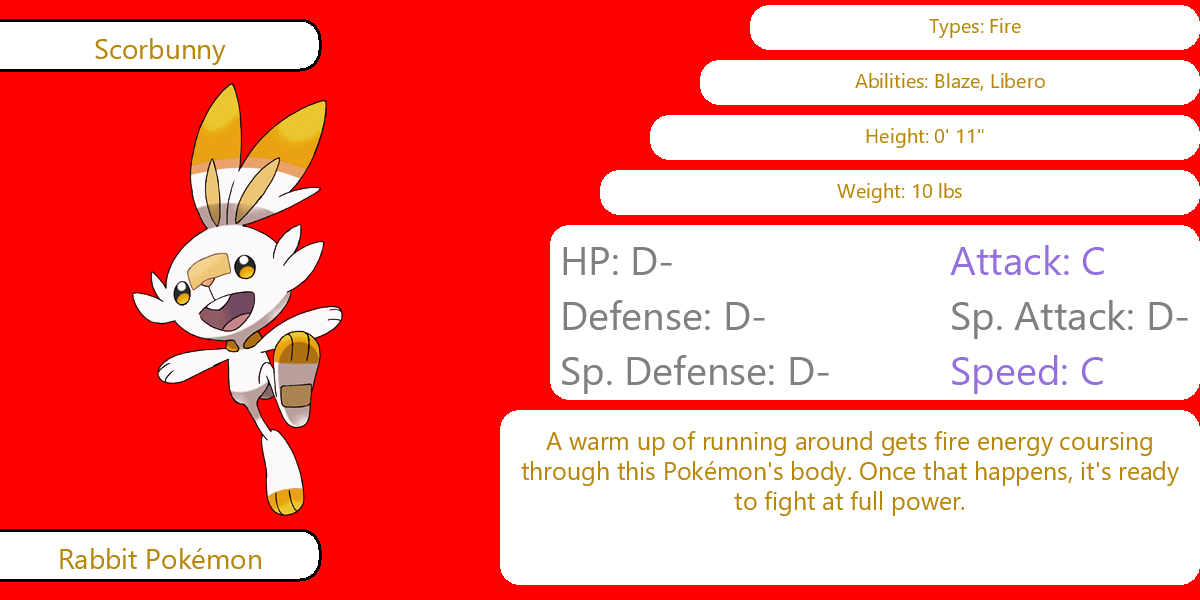 Scorbunny
Types: Fire
Abilities: Blaze, Libero
Height: 0' 11"
Weight: 10 lbs
HP: D-
Attack: C
Defense: D-
Sp. Attack: D-
Sp. Defense: D-
Speed: C
A warm up of running around gets fire energy coursing
through this Pokémon's body. Once that happens, it's ready
to fight at full power.
Rabbit Pokémon